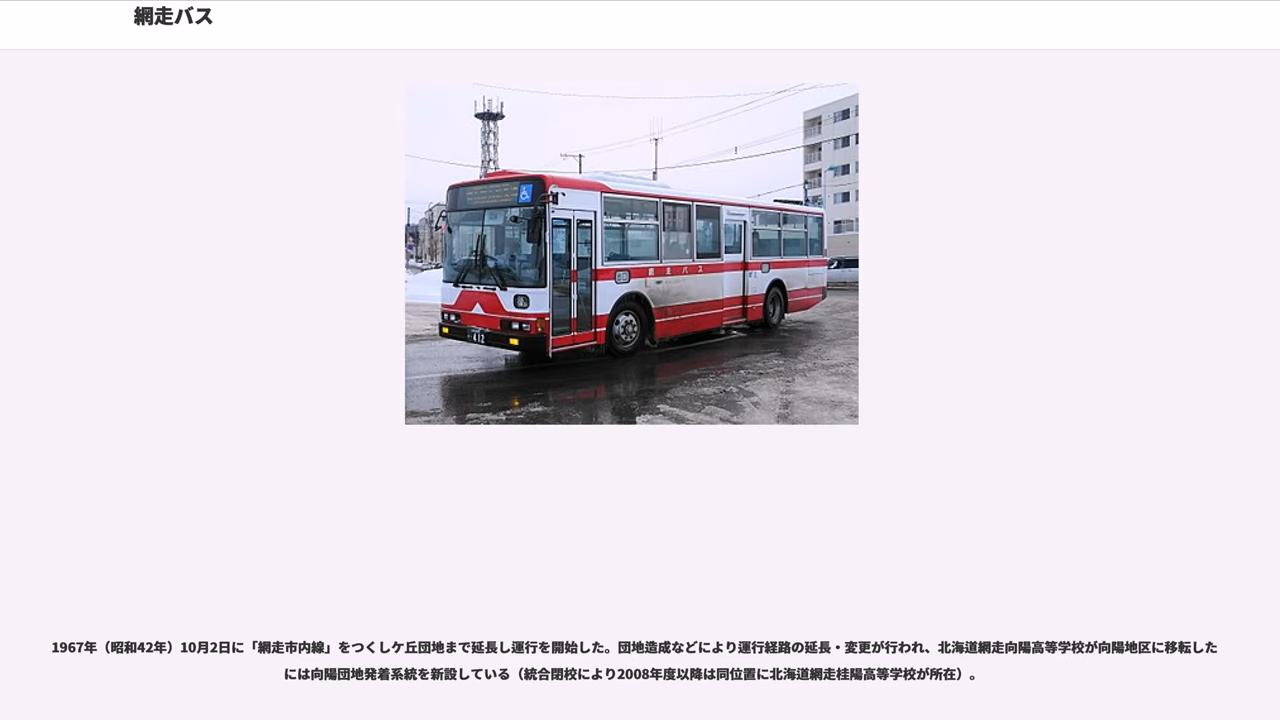 網走バス
網走バス
412
1967年（昭和42年）10月2日に「網走市内線」をつくしケ丘団地まで延長し運行を開始した。団地造成などにより運行経路の延長・変更が行われ、北海道網走向陽高等学校が向陽地区に移転した
には向陽団地発着系統を新設している（統合閉校により2008年度以降は同位置に北海道網走桂陽高等学校が所在）。